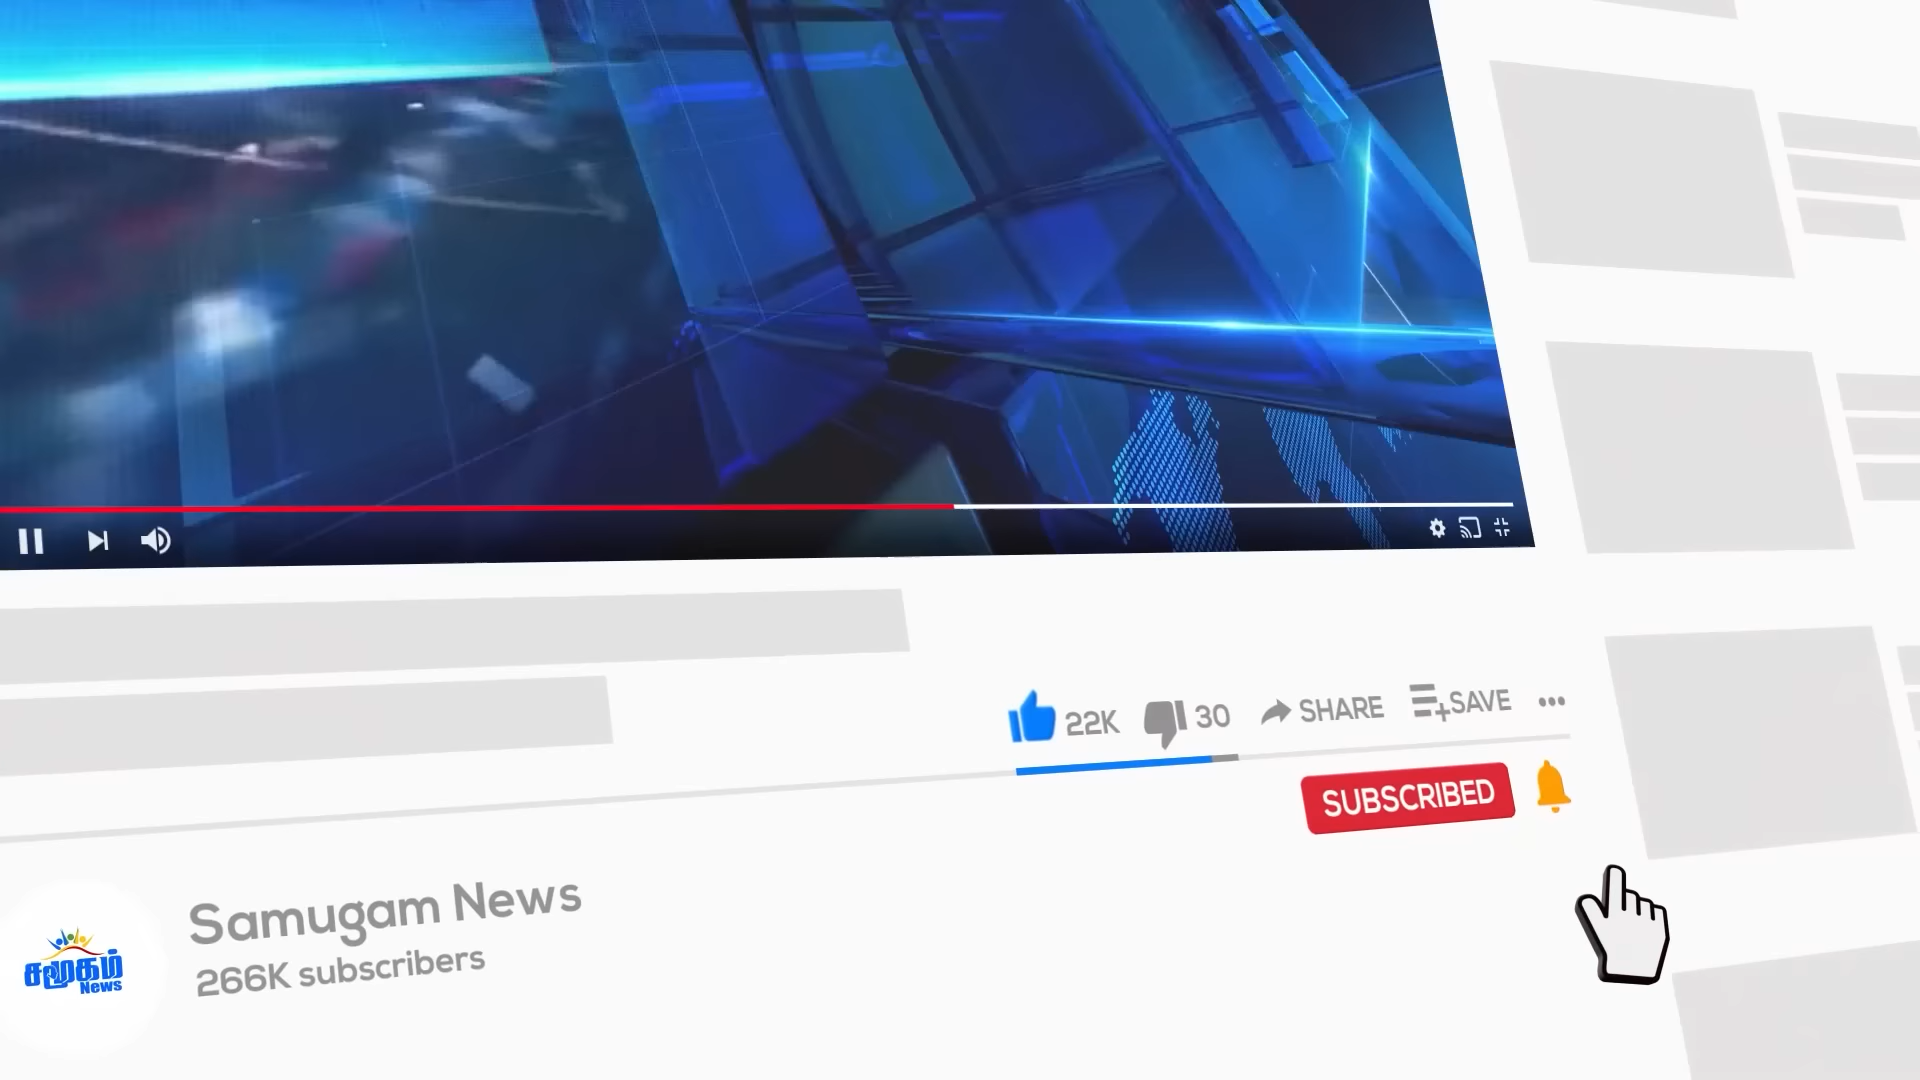 22K 30 SHARE SAVE
SUBSCRIBED
Samugam News
266K subscribers
சமூகம்
News